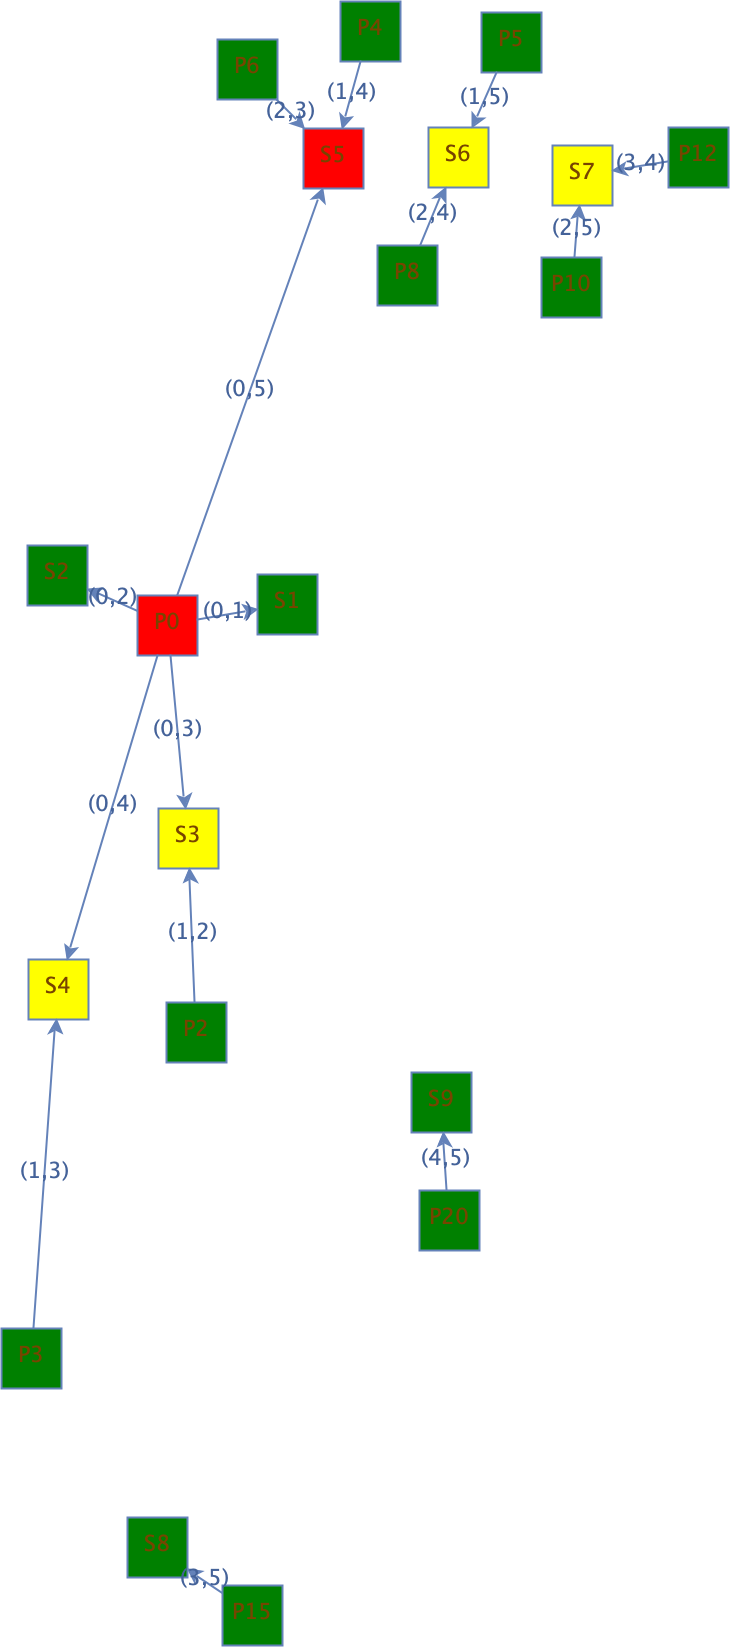 P4
P5
P6
(1,4)
(1,5)
(2,3)
S5
S6
P12
(3,4)
S7
(2,4)
(2,5)
P8
P10
(0,5)
S2
(0,2)
S1
(0,1)
P0
(0,3)
(0,4)
S3
(1,2)
S4
P2
S9
(4,5)
(1,3)
P20
P3
S8
(3,5)
P15